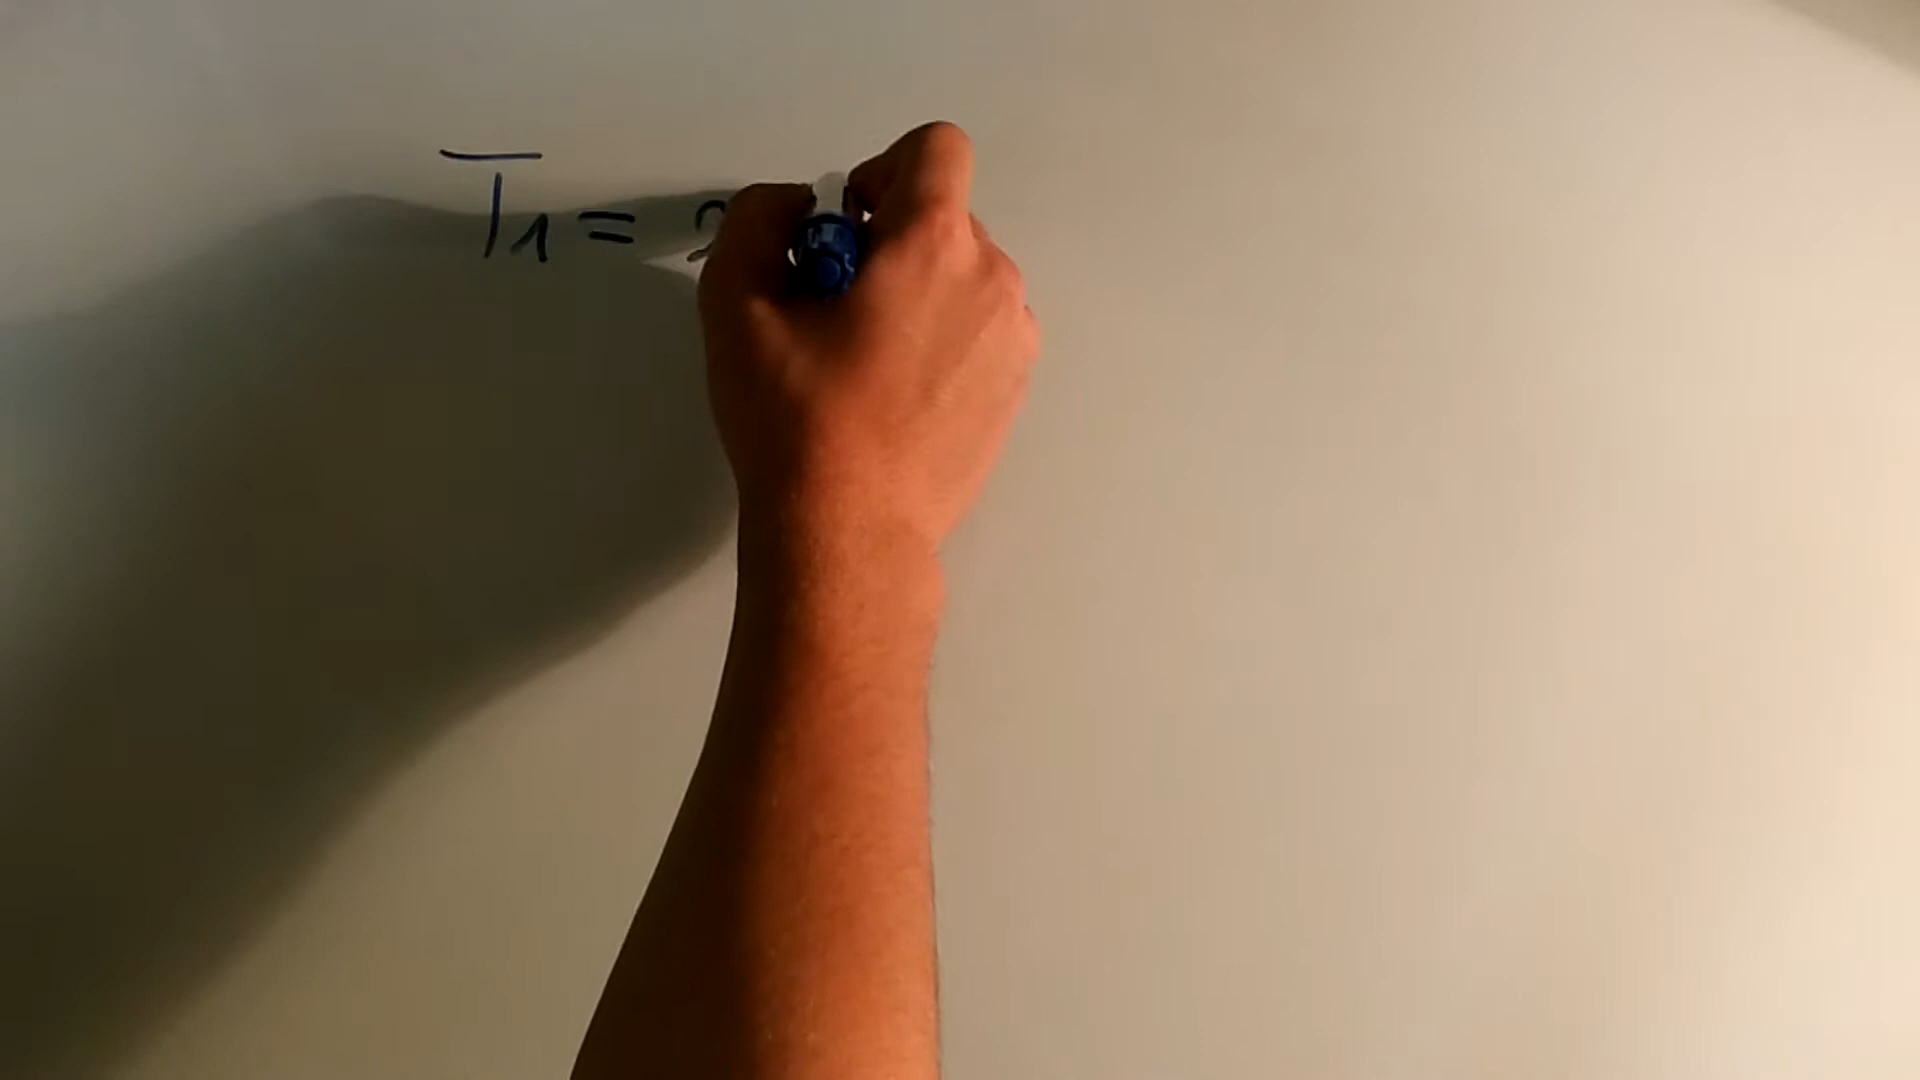 T1 =